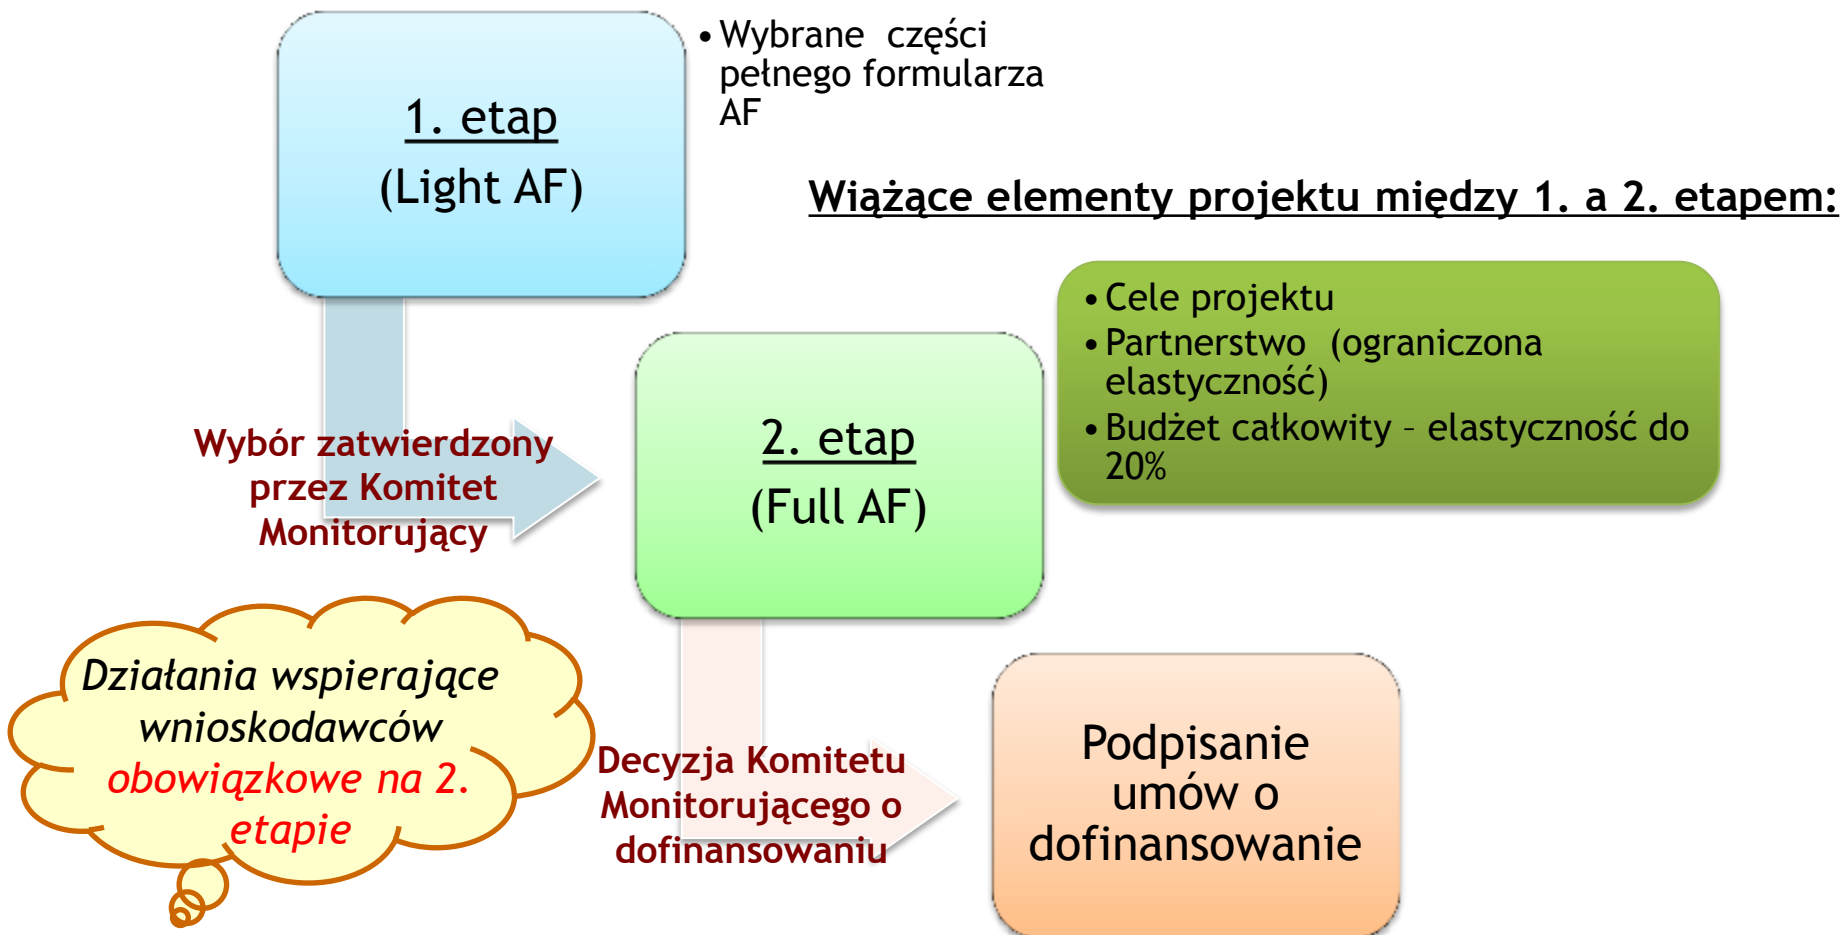 • Wybrane części
pełnego formularza
AF
1. etap
(Light AF)
Wiążące elementy projektu między 1. a 2. etapem:
• Cele projektu
• Partnerstwo (ograniczona
elastyczność)
• Budżet całkowity – elastyczność do
20%
Wybór zatwierdzony
przez Komitet
Monitorujący
2. etap
(Full AF)
Działania wspierające
wnioskodawców
obowiązkowe na 2.
etapie
Decyzja Komitetu
Monitorującego o
dofinansowaniu
Podpisanie
umów o
dofinansowanie